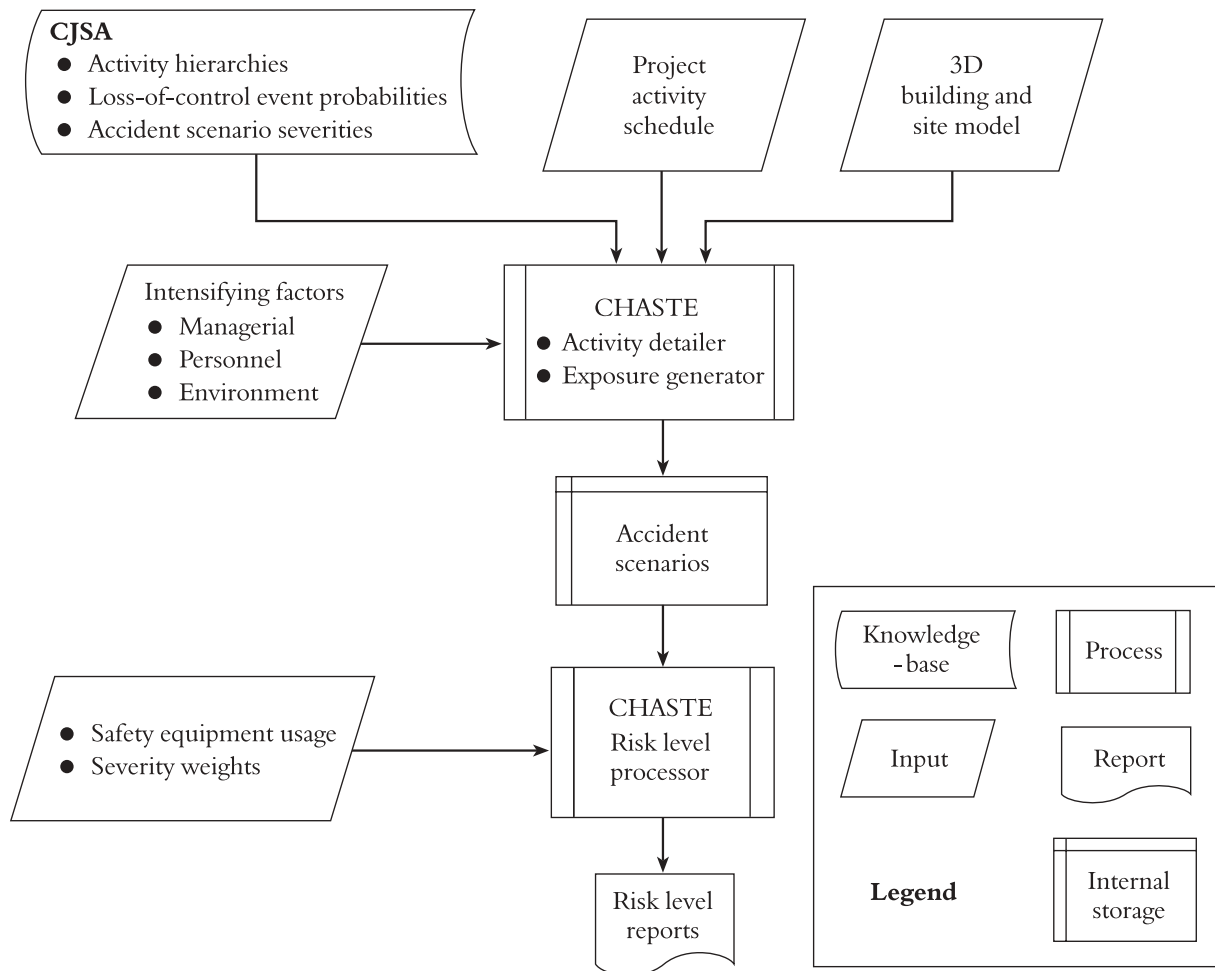 CJSA
● Activity hierarchies
● Loss-of-control event probabilities
● Accident scenario severities
Project
activity
schedule
3D
building and
site model
Intensifying factors
● Managerial
● Personnel
● Environment
CHASTE
● Activity detailer
● Exposure generator
Accident
scenarios
● Safety equipment usage
● Severity weights
CHASTE
Risk level
processor
Risk level
reports
Knowledge
-base
Process
Input
Report
Legend
Internal
storage